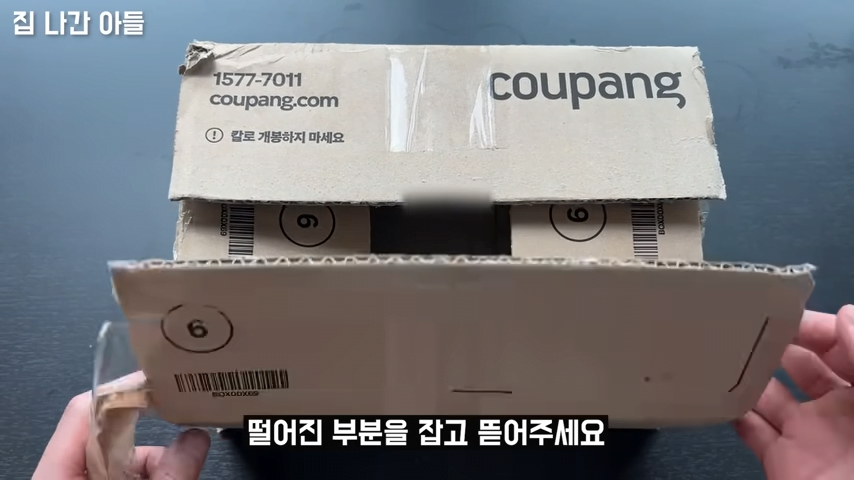 집 나간 아들
1577-7011
coupang.com
coupang
! 칼로 개봉하지 마세요
6
6
6
BOX00X69
떨어진 부분을 잡고 뜯어주세요